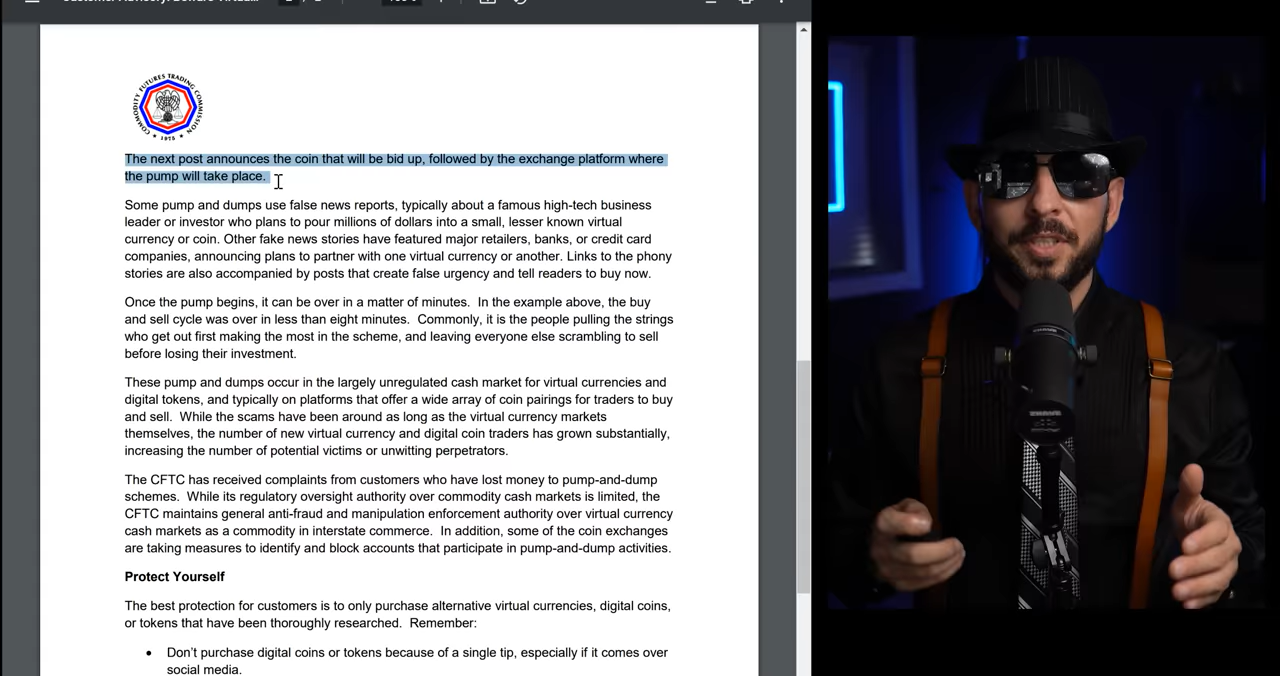 COMMODITY FUTURES TRADING COMMISSION
★ 1975 ★
The next post announces the coin that will be bid up, followed by the exchange platform where
the pump will take place.
Some pump and dumps use false news reports, typically about a famous high-tech business
leader or investor who plans to pour millions of dollars into a small, lesser known virtual
currency or coin. Other fake news stories have featured major retailers, banks, or credit card
companies, announcing plans to partner with one virtual currency or another. Links to the phony
stories are also accompanied by posts that create false urgency and tell readers to buy now.
Once the pump begins, it can be over in a matter of minutes.  In the example above, the buy
and sell cycle was over in less than eight minutes.  Commonly, it is the people pulling the strings
who get out first making the most in the scheme, and leaving everyone else scrambling to sell
before losing their investment.
These pump and dumps occur in the largely unregulated cash market for virtual currencies and
digital tokens, and typically on platforms that offer a wide array of coin pairings for traders to buy
and sell.  While the scams have been around as long as the virtual currency markets
themselves, the number of new virtual currency and digital coin traders has grown substantially,
increasing the number of potential victims or unwitting perpetrators.
The CFTC has received complaints from customers who have lost money to pump-and-dump
schemes.  While its regulatory oversight authority over commodity cash markets is limited, the
CFTC maintains general anti-fraud and manipulation enforcement authority over virtual currency
cash markets as a commodity in interstate commerce.  In addition, some of the coin exchanges
are taking measures to identify and block accounts that participate in pump-and-dump activities.
Protect Yourself
The best protection for customers is to only purchase alternative virtual currencies, digital coins,
or tokens that have been thoroughly researched.  Remember:
• Don't purchase digital coins or tokens because of a single tip, especially if it comes over
social media.